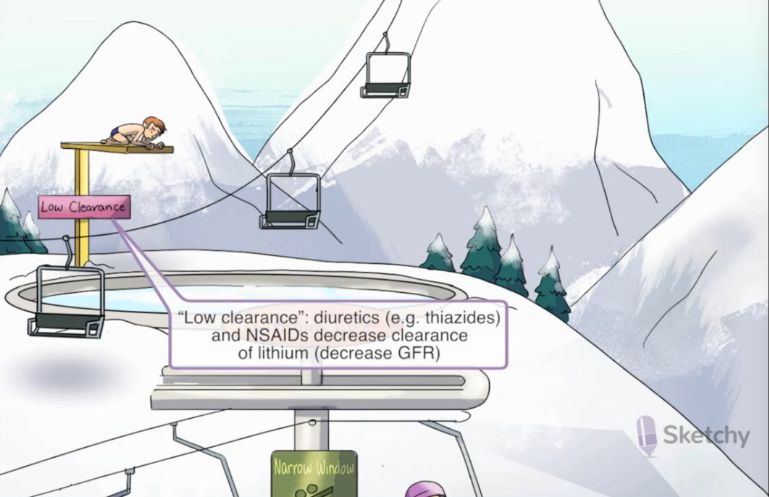 Low Clearance
“Low clearance”: diuretics (e.g. thiazides)
and NSAIDs decrease clearance
of lithium (decrease GFR)
Sketchy
Narrow Window